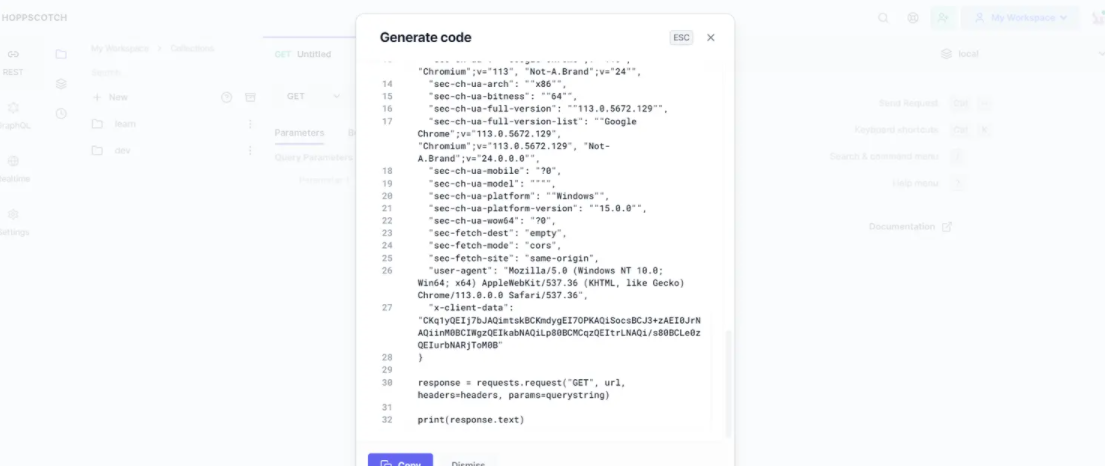 HOPPSCOTCH
Generate code
ESC
My Workspace
My Workspace
Collections
GET Untitled
local
REST
Search
New
GET
learn
dev
Parameters
Query Parameters
Settings
Send Request
Keyboard shortcuts
Search & command menu
Help menu
Documentation
"Chromium";v="113", "Not-A.Brand";v="24"",
14 "sec-ch-ua-arch": ""x86"",
15 "sec-ch-ua-bitness": ""64"",
16 "sec-ch-ua-full-version": ""113.0.5672.129"",
17 "sec-ch-ua-full-version-list": ""Google
Chrome";v="113.0.5672.129",
"Chromium";v="113.0.5672.129", "Not-
A.Brand";v="24.0.0.0"",
18 "sec-ch-ua-mobile": "?0",
19 "sec-ch-ua-model": """",
20 "sec-ch-ua-platform": ""Windows"",
21 "sec-ch-ua-platform-version": ""15.0.0"",
22 "sec-ch-ua-wow64": "?0",
23 "sec-fetch-dest": "empty",
24 "sec-fetch-mode": "cors",
25 "sec-fetch-site": "same-origin",
26 "user-agent": "Mozilla/5.0 (Windows NT 10.0;
Win64; x64) AppleWebKit/537.36 (KHTML, like Gecko)
Chrome/113.0.0.0 Safari/537.36",
27 "x-client-data":
"CKq1yQEIj7bJAQimtskBCKmdygEI7OPKAQiSocsBCJ3+zAEI0JrN
AQiinM0BCIWgzQEIkabNAQiLp80BCMCqzQEItrLNAQi/s80BCLe0z
QEIurbNARjToM0B"
28 }
29
30 response = requests.request("GET", url,
headers=headers, params=querystring)
31
32 print(response.text)
Copy
Dismiss